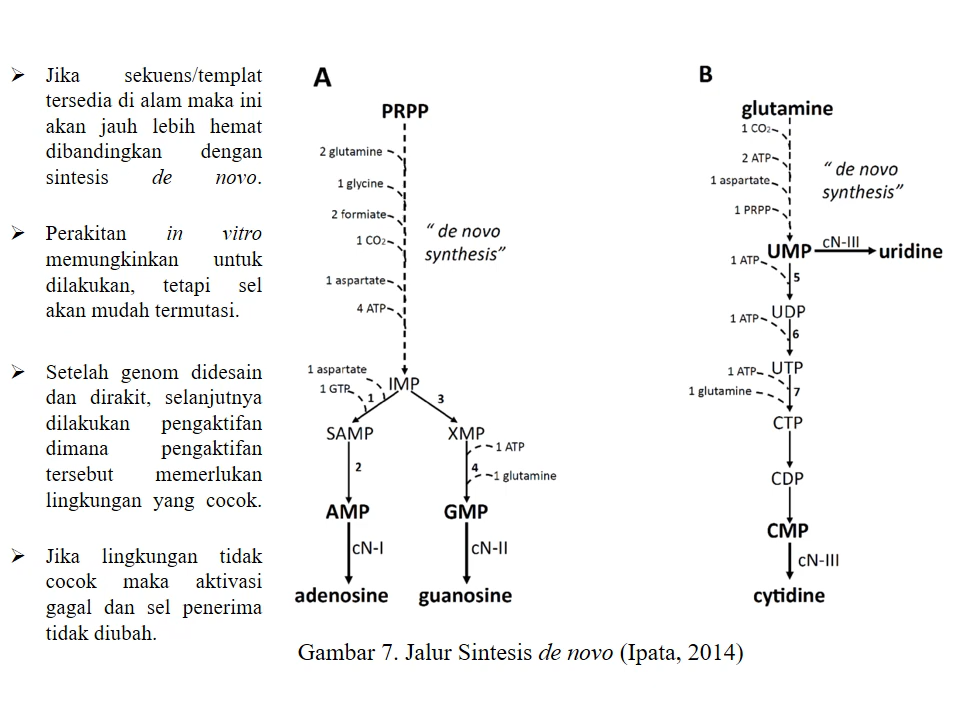 ➢ Jika sekuens/templat
tersedia di alam maka ini
akan jauh lebih hemat
dibandingkan dengan
sintesis de novo.
➢ Perakitan in vitro
memungkinkan untuk
dilakukan, tetapi sel
akan mudah termutasi.
➢ Setelah genom didesain
dan dirakit, selanjutnya
dilakukan pengaktifan
dimana pengaktifan
tersebut memerlukan
lingkungan yang cocok.
➢ Jika lingkungan tidak
cocok maka aktivasi
gagal dan sel penerima
tidak diubah.
A
PRPP
2 glutamine
1 glycine
2 formiate
1 CO₂
1 aspartate
4 ATP
“ de novo
synthesis”
1 aspartate
1 GTP
IMP
1
3
SAMP
XMP
1 ATP
2
4
1 glutamine
AMP
GMP
cN-I
cN-II
adenosine
guanosine
B
glutamine
1 CO₂
2 ATP
1 aspartate
1 PRPP
“ de novo
synthesis”
UMP
cN-III
uridine
1 ATP
5
UDP
1 ATP
6
UTP
1 ATP
1 glutamine
7
CTP
CDP
CMP
cN-III
cytidine
Gambar 7. Jalur Sintesis de novo (Ipata, 2014)